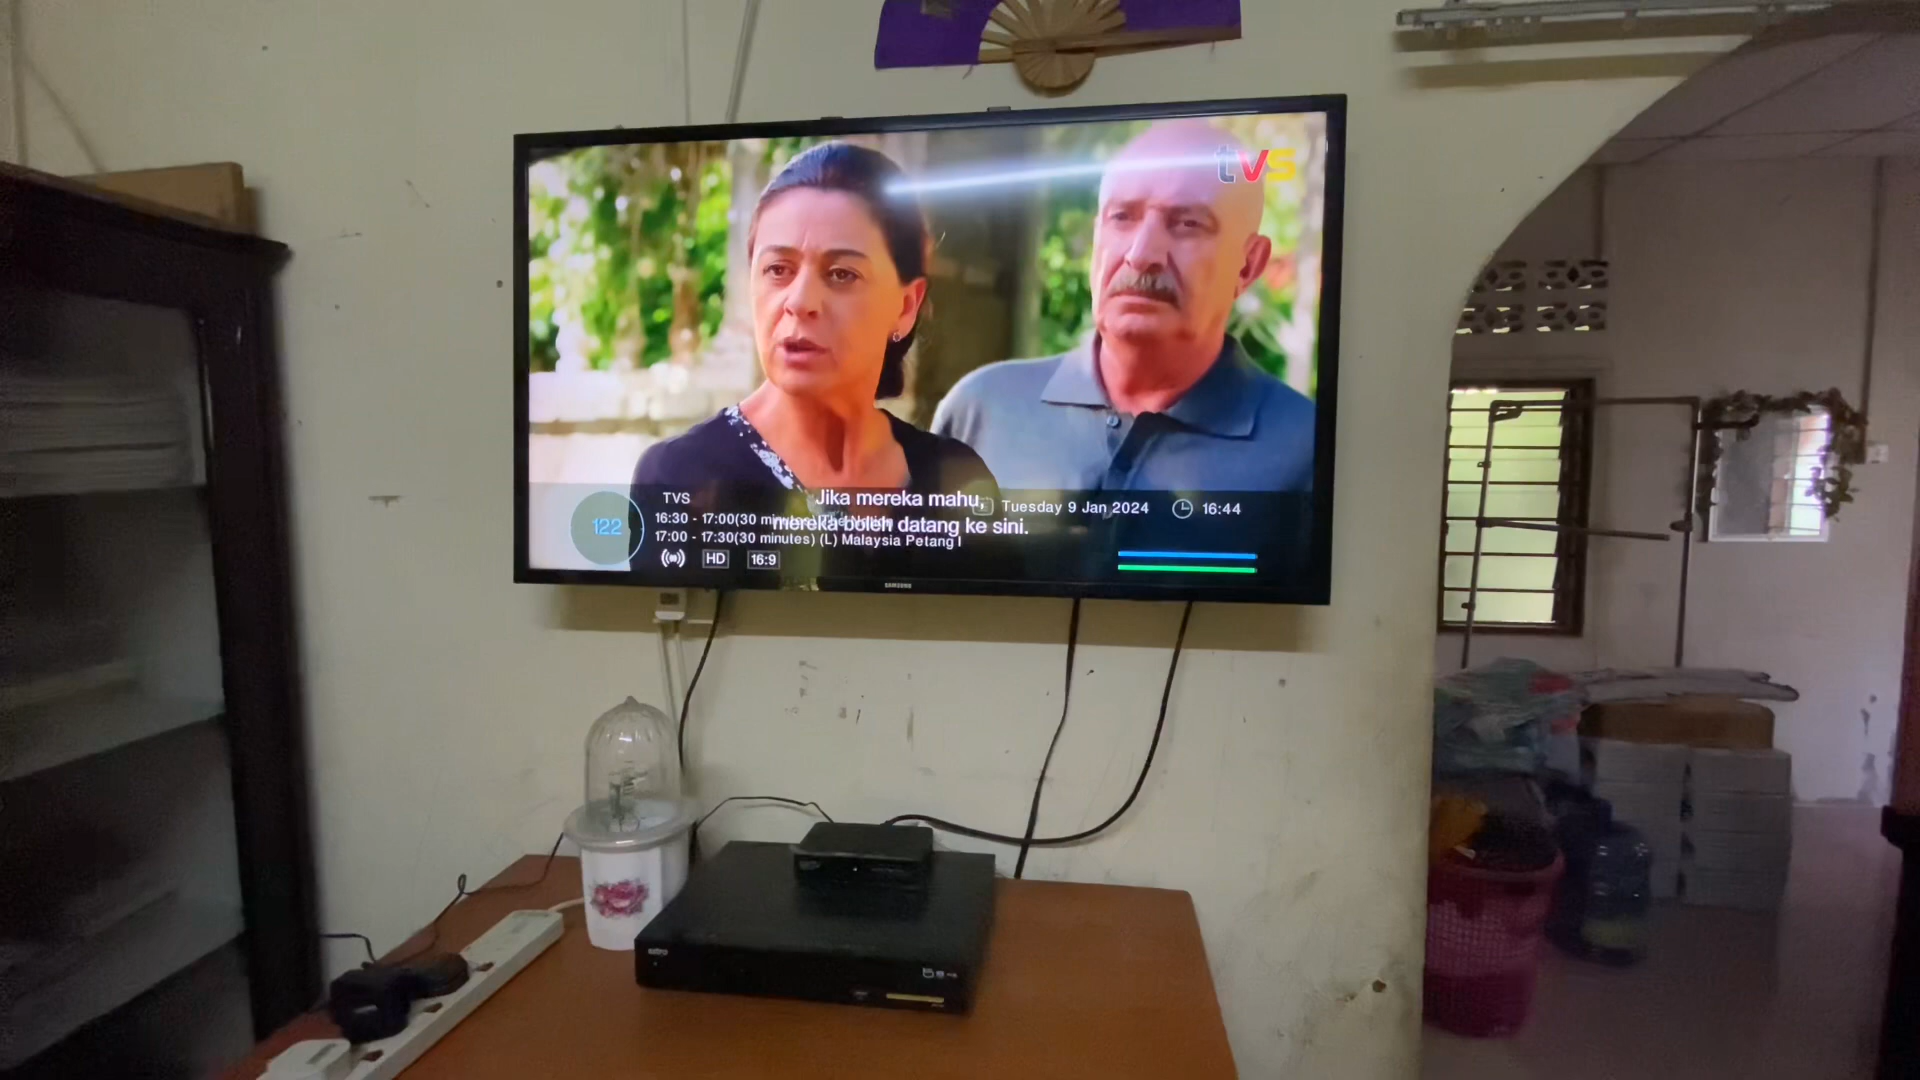 tvs
TVS
Jika mereka mahu,
Tuesday 9 Jan 2024
16:44
122
16:30 - 17:00(30 minutes)
mereka boleh datang ke sini.
17:00 - 17:30(30 minutes) (L) Malaysia Petang I
HD
16:9
SAMSUNG
astro